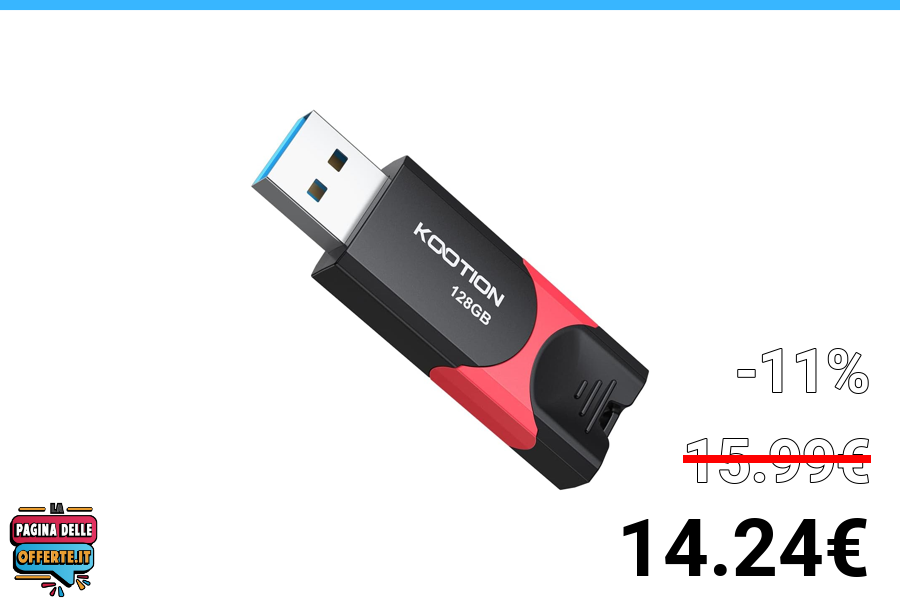 KOOTION
128GB
-11%
15.99€
14.24€
LA
PAGINA DELLE
OFFERTE.IT